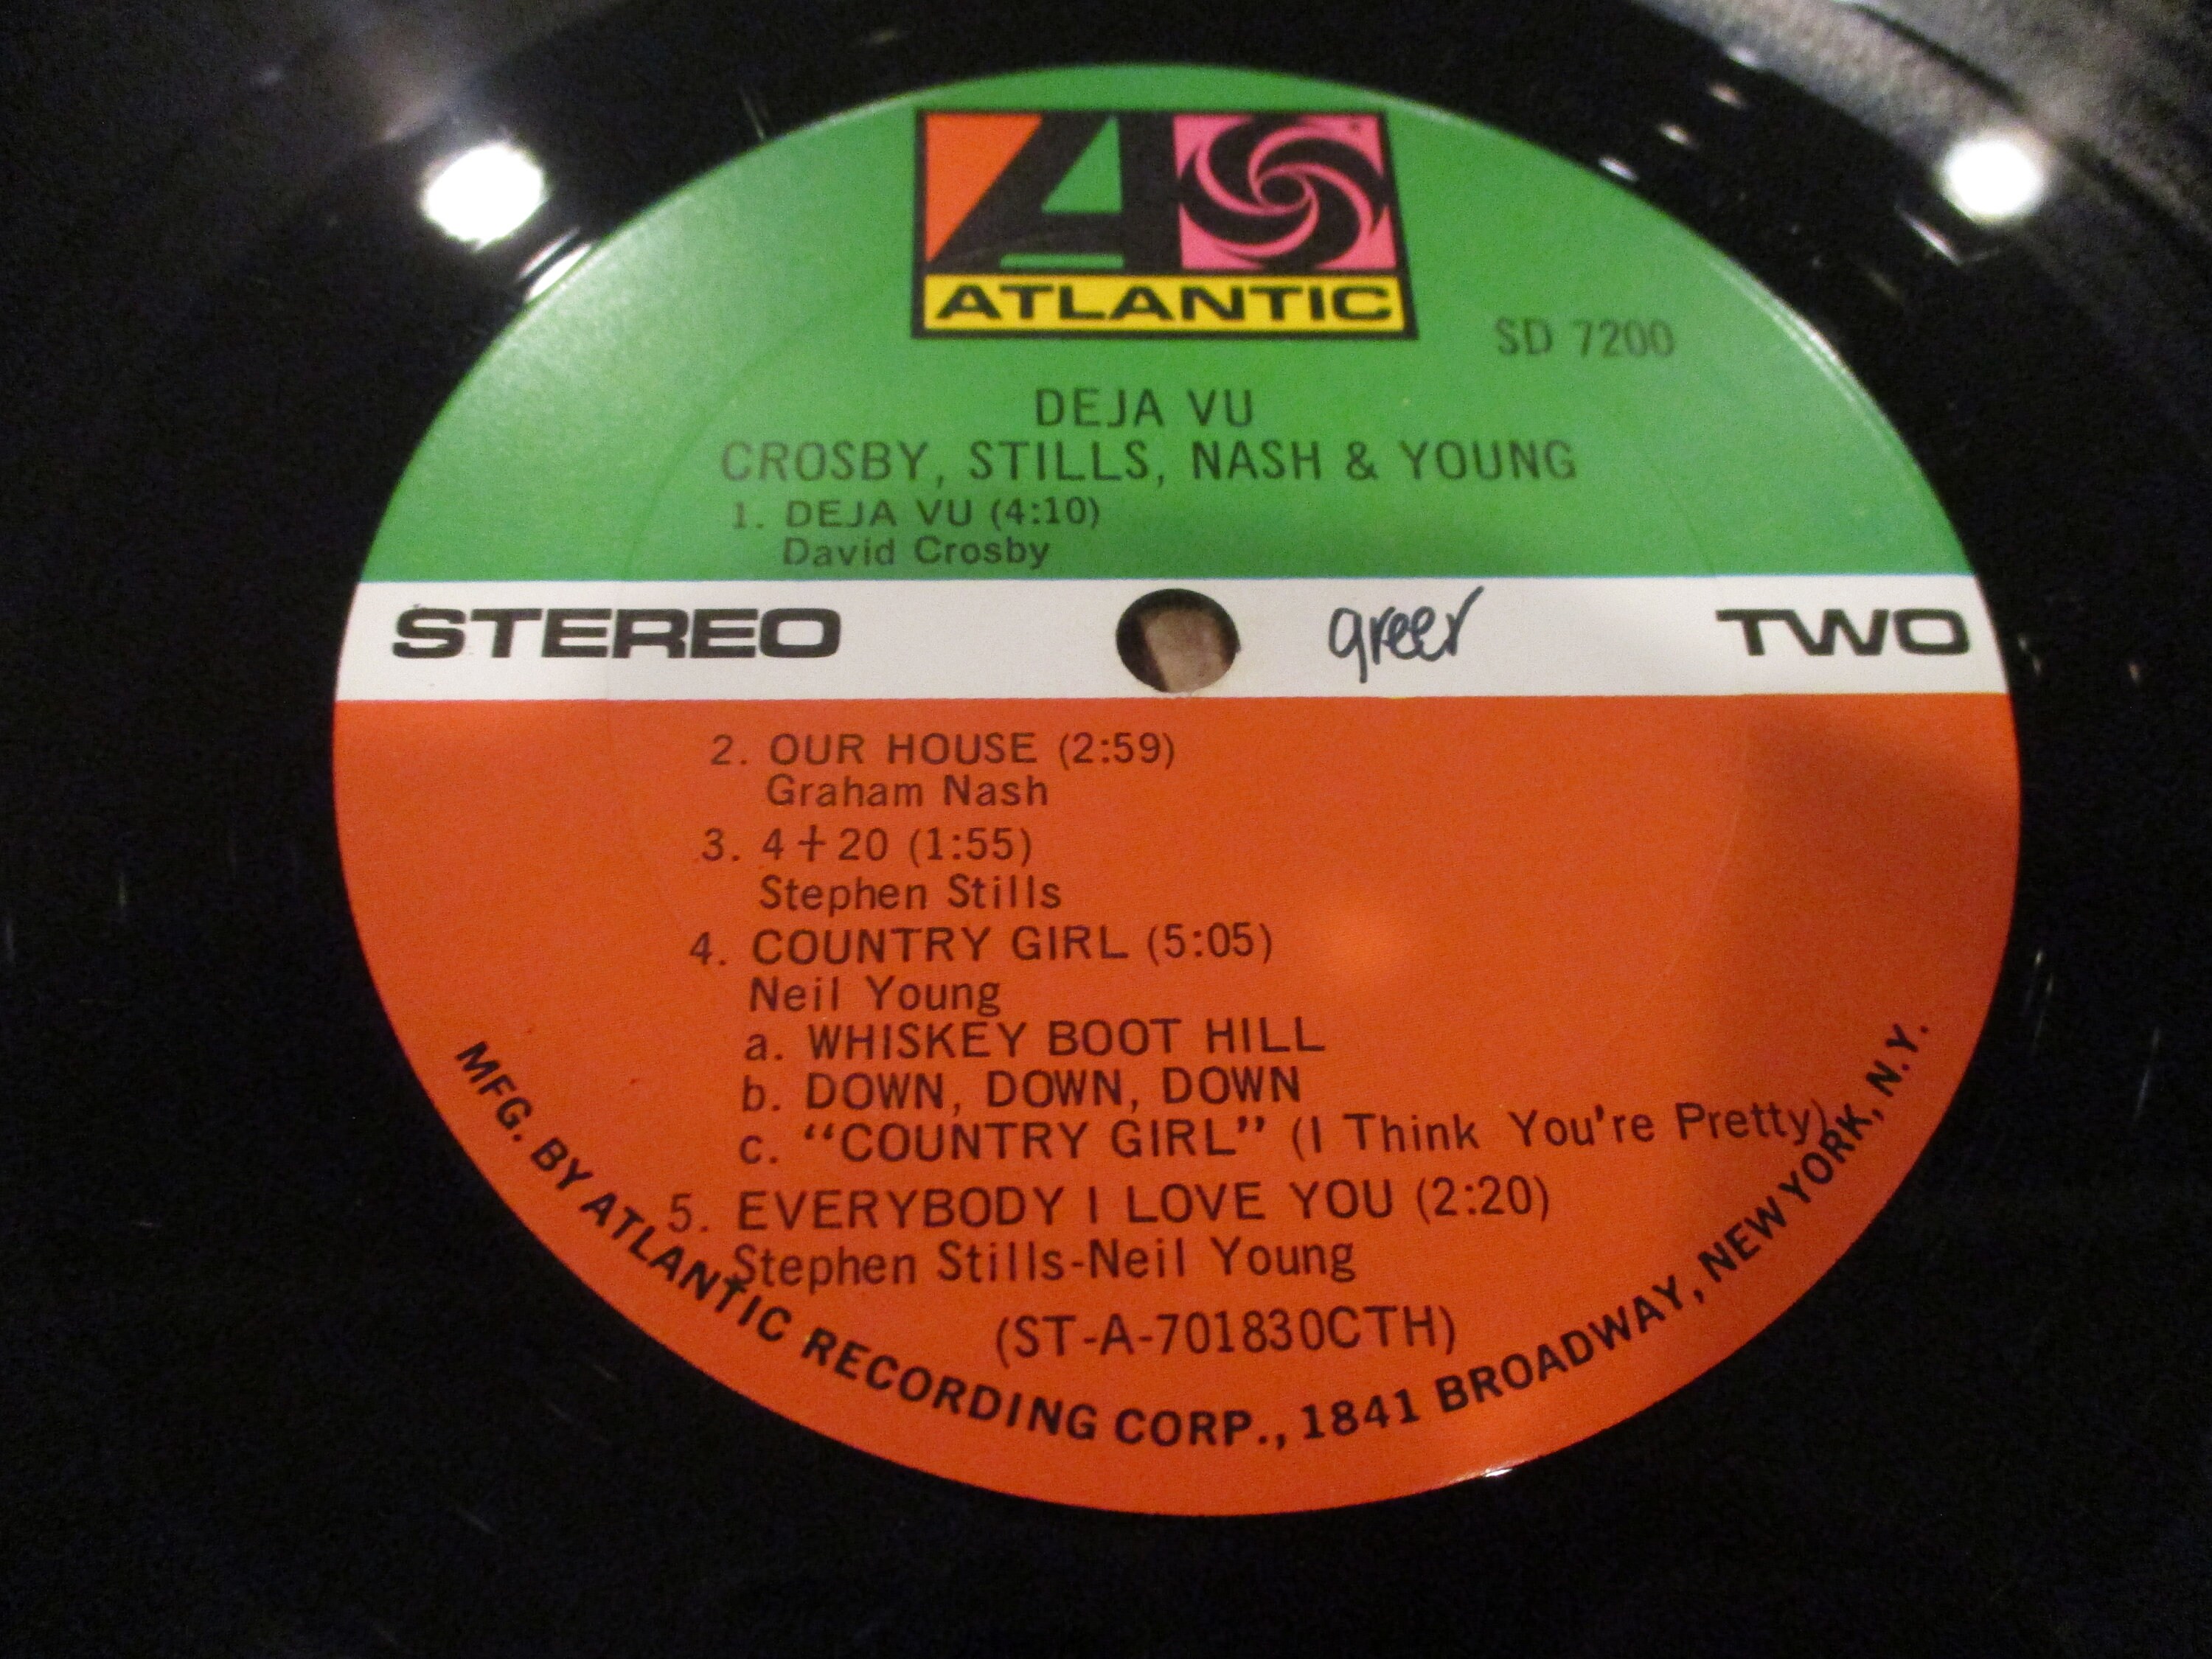 ATLANTIC
SD 7200
DEJA VU
CROSBY, STILLS, NASH & YOUNG
1. DEJA VU (4:10)
David Crosby
STEREO greer TWO
2. OUR HOUSE (2:59)
Graham Nash
3. 4+20 (1:55)
Stephen Stills
4. COUNTRY GIRL (5:05)
Neil Young
a. WHISKEY BOOT HILL
b. DOWN, DOWN, DOWN
c. "COUNTRY GIRL" (I Think You're Pretty)
5. EVERYBODY I LOVE YOU (2:20)
Stephen Stills-Neil Young
(ST-A-701830CTH)
MFG. BY ATLANTIC RECORDING CORP., 1841 BROADWAY, NEW YORK, N.Y.